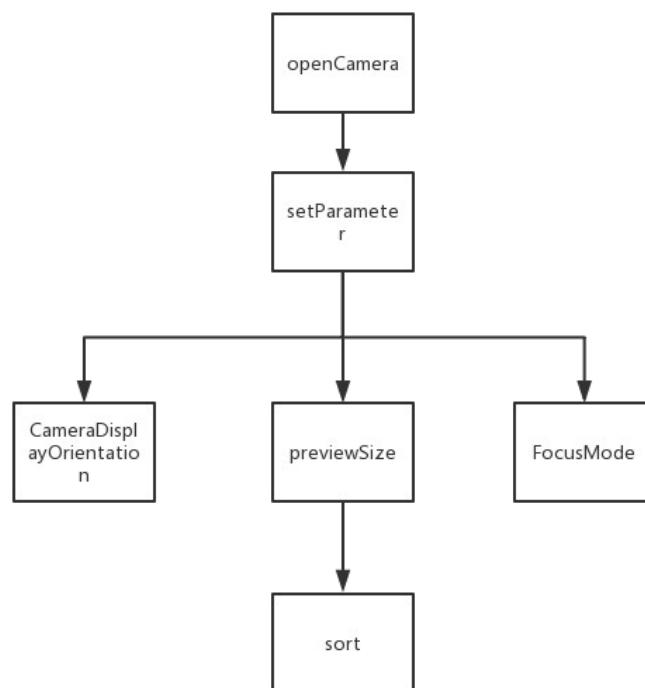 openCamera
setParamete
r
CameraDispl
ayOrientatio
n
previewSize
FocusMode
sort